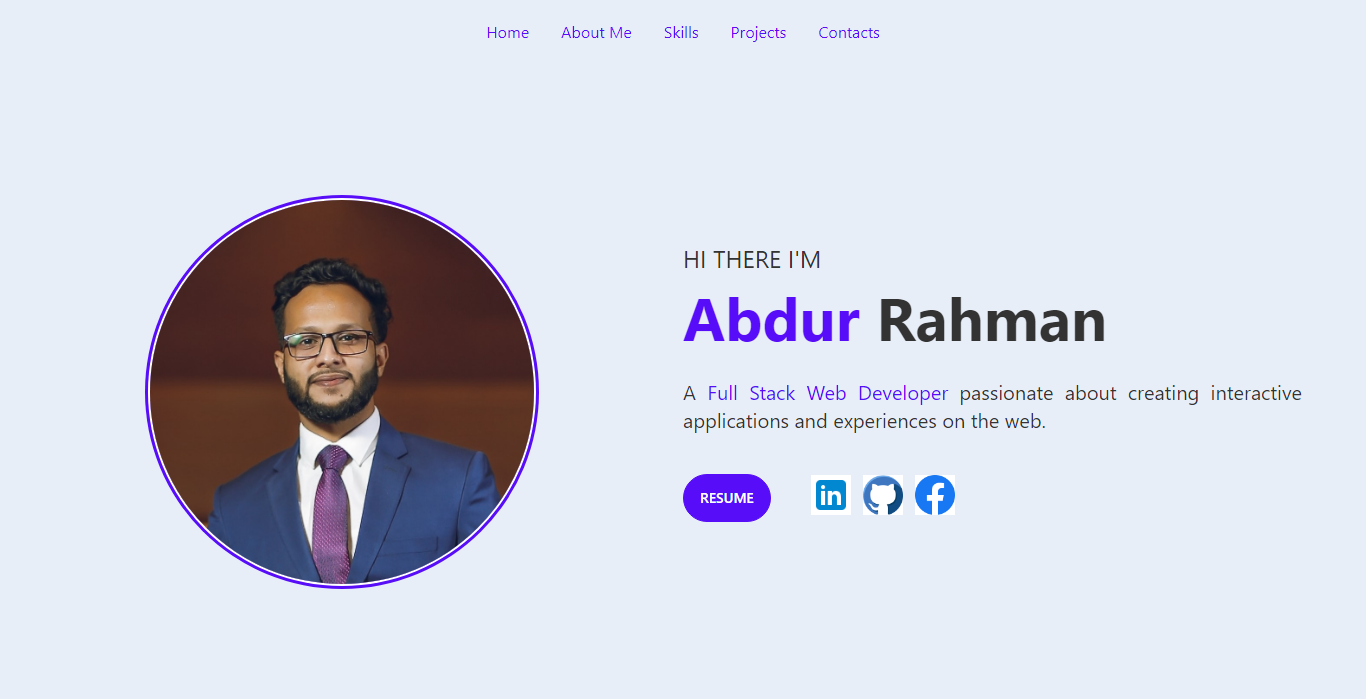 Home About Me Skills Projects Contacts
HI THERE I'M
Abdur Rahman
A Full Stack Web Developer passionate about creating interactive
applications and experiences on the web.
RESUME in